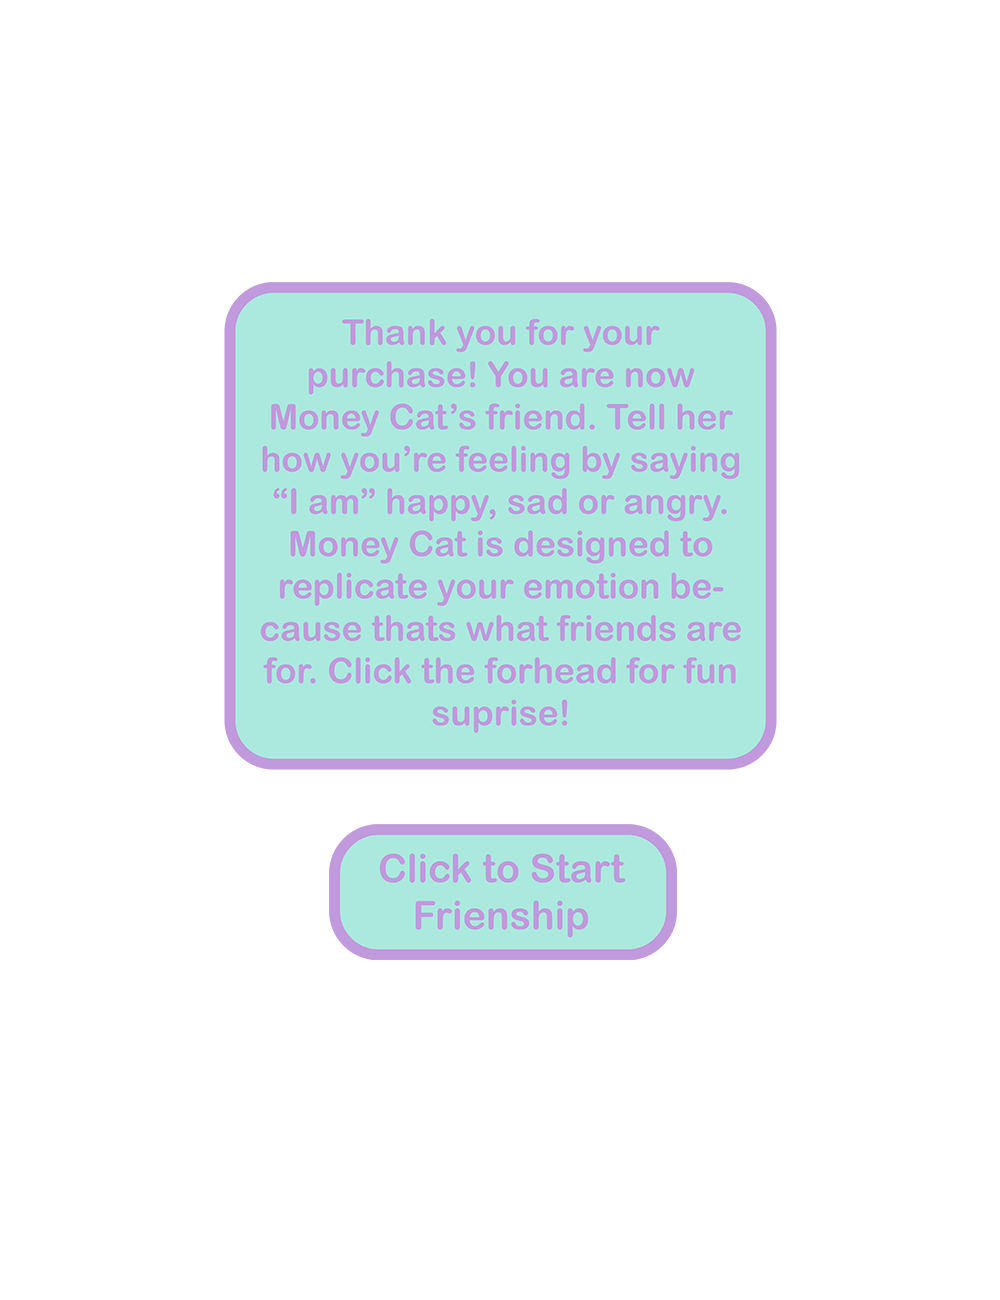 Thank you for your
purchase! You are now
Money Cat’s friend. Tell her
how you’re feeling by saying
“I am” happy, sad or angry.
Money Cat is designed to
replicate your emotion be-
cause thats what friends are
for. Click the forhead for fun
suprise!
Click to Start
Frienship